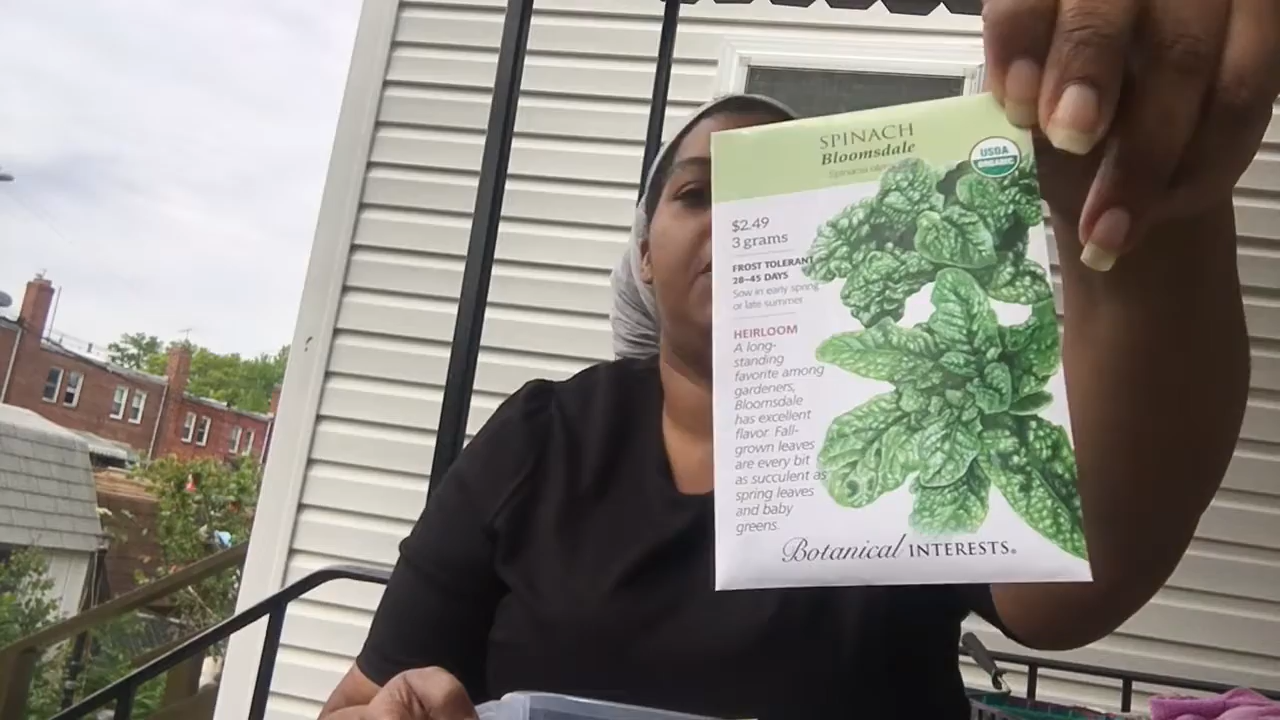 SPINACH
Bloomsdale
Spinacia
USDA
ORGANIC
$2.49
3 grams
FROST TOLERANT
28–45 DAYS
Sow in early spring
or late summer
HEIRLOOM
A long-
standing
favorite among
gardeners,
Bloomsdale
has excellent
flavor. Fall-
grown leaves
are every bit
as succulent as
spring leaves
and baby
greens.
Botanical INTERESTS®